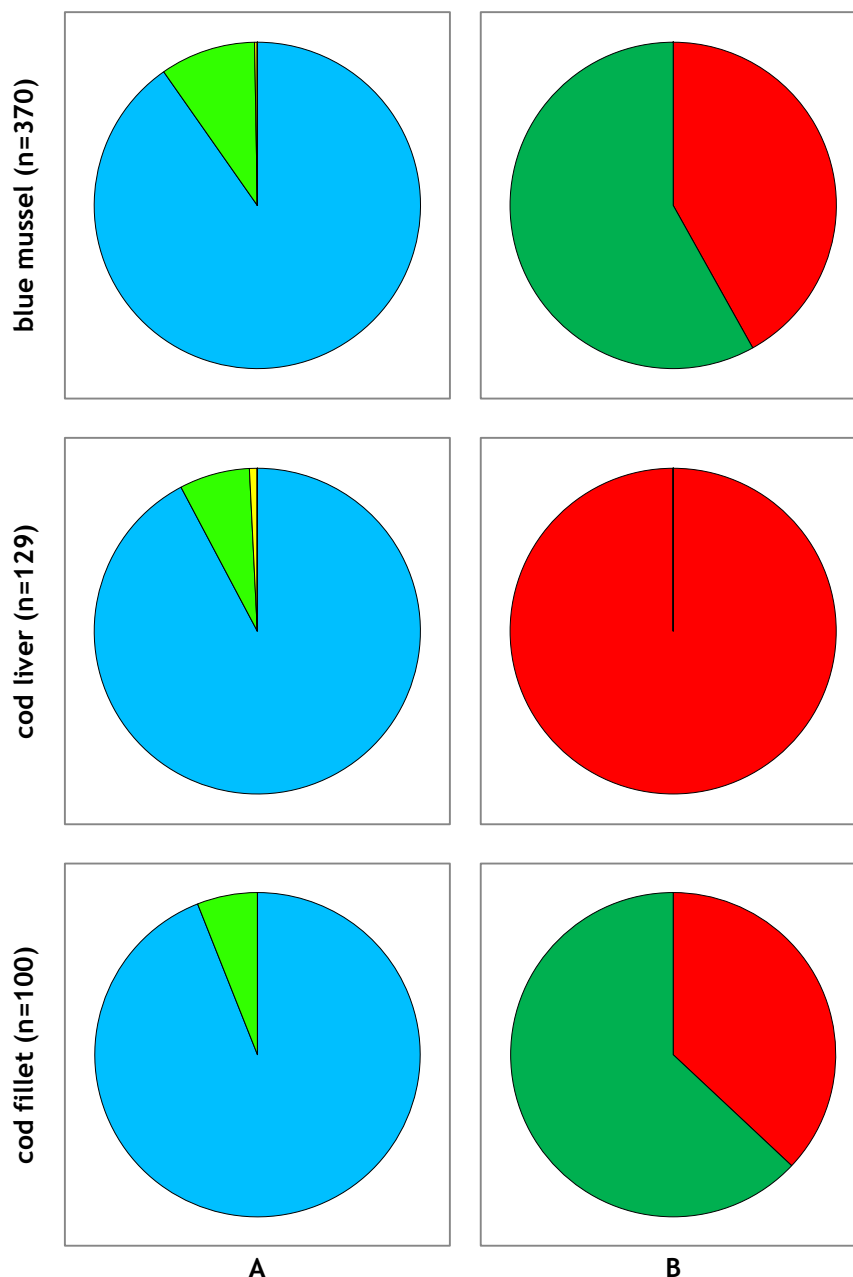 blue mussel (n=370)
cod liver (n=129)
cod fillet (n=100)
A
B